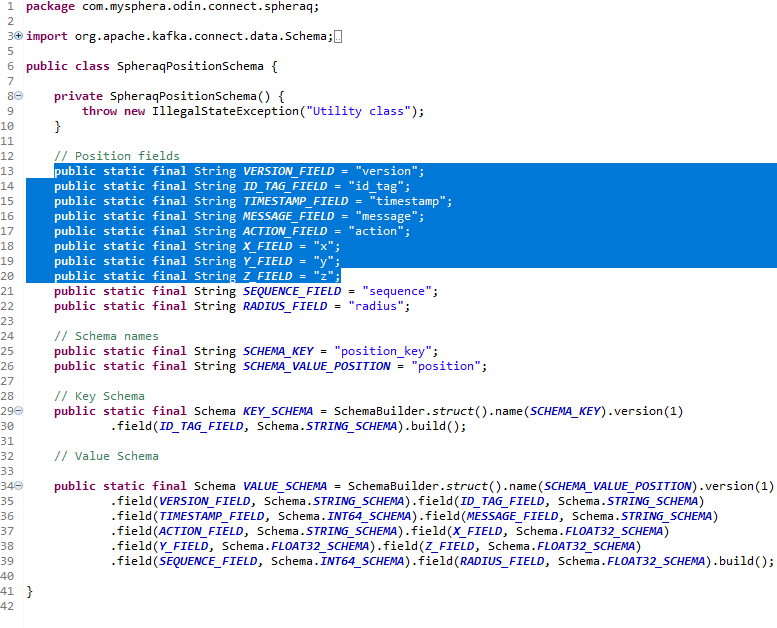 1 package com.mysphera.odin.connect.spheraq;
2
3 import org.apache.kafka.connect.data.Schema;
5
6 public class SpheraqPositionSchema {
7
8     private SpheraqPositionSchema() {
9         throw new IllegalStateException("Utility class");
10     }
11
12     // Position fields
13     public static final String VERSION_FIELD = "version";
14     public static final String ID_TAG_FIELD = "id_tag";
15     public static final String TIMESTAMP_FIELD = "timestamp";
16     public static final String MESSAGE_FIELD = "message";
17     public static final String ACTION_FIELD = "action";
18     public static final String X_FIELD = "x";
19     public static final String Y_FIELD = "y";
20     public static final String Z_FIELD = "z";
21     public static final String SEQUENCE_FIELD = "sequence";
22     public static final String RADIUS_FIELD = "radius";
23
24     // Schema names
25     public static final String SCHEMA_KEY = "position_key";
26     public static final String SCHEMA_VALUE_POSITION = "position";
27
28     // Key Schema
29     public static final Schema KEY_SCHEMA = SchemaBuilder.struct().name(SCHEMA_KEY).version(1)
30             .field(ID_TAG_FIELD, Schema.STRING_SCHEMA).build();
31
32     // Value Schema
33
34     public static final Schema VALUE_SCHEMA = SchemaBuilder.struct().name(SCHEMA_VALUE_POSITION).version(1)
35             .field(VERSION_FIELD, Schema.STRING_SCHEMA).field(ID_TAG_FIELD, Schema.STRING_SCHEMA)
36             .field(TIMESTAMP_FIELD, Schema.INT64_SCHEMA).field(MESSAGE_FIELD, Schema.STRING_SCHEMA)
37             .field(ACTION_FIELD, Schema.STRING_SCHEMA).field(X_FIELD, Schema.FLOAT32_SCHEMA)
38             .field(Y_FIELD, Schema.FLOAT32_SCHEMA).field(Z_FIELD, Schema.FLOAT32_SCHEMA)
39             .field(SEQUENCE_FIELD, Schema.INT64_SCHEMA).field(RADIUS_FIELD, Schema.FLOAT32_SCHEMA).build();
40
41 }
42